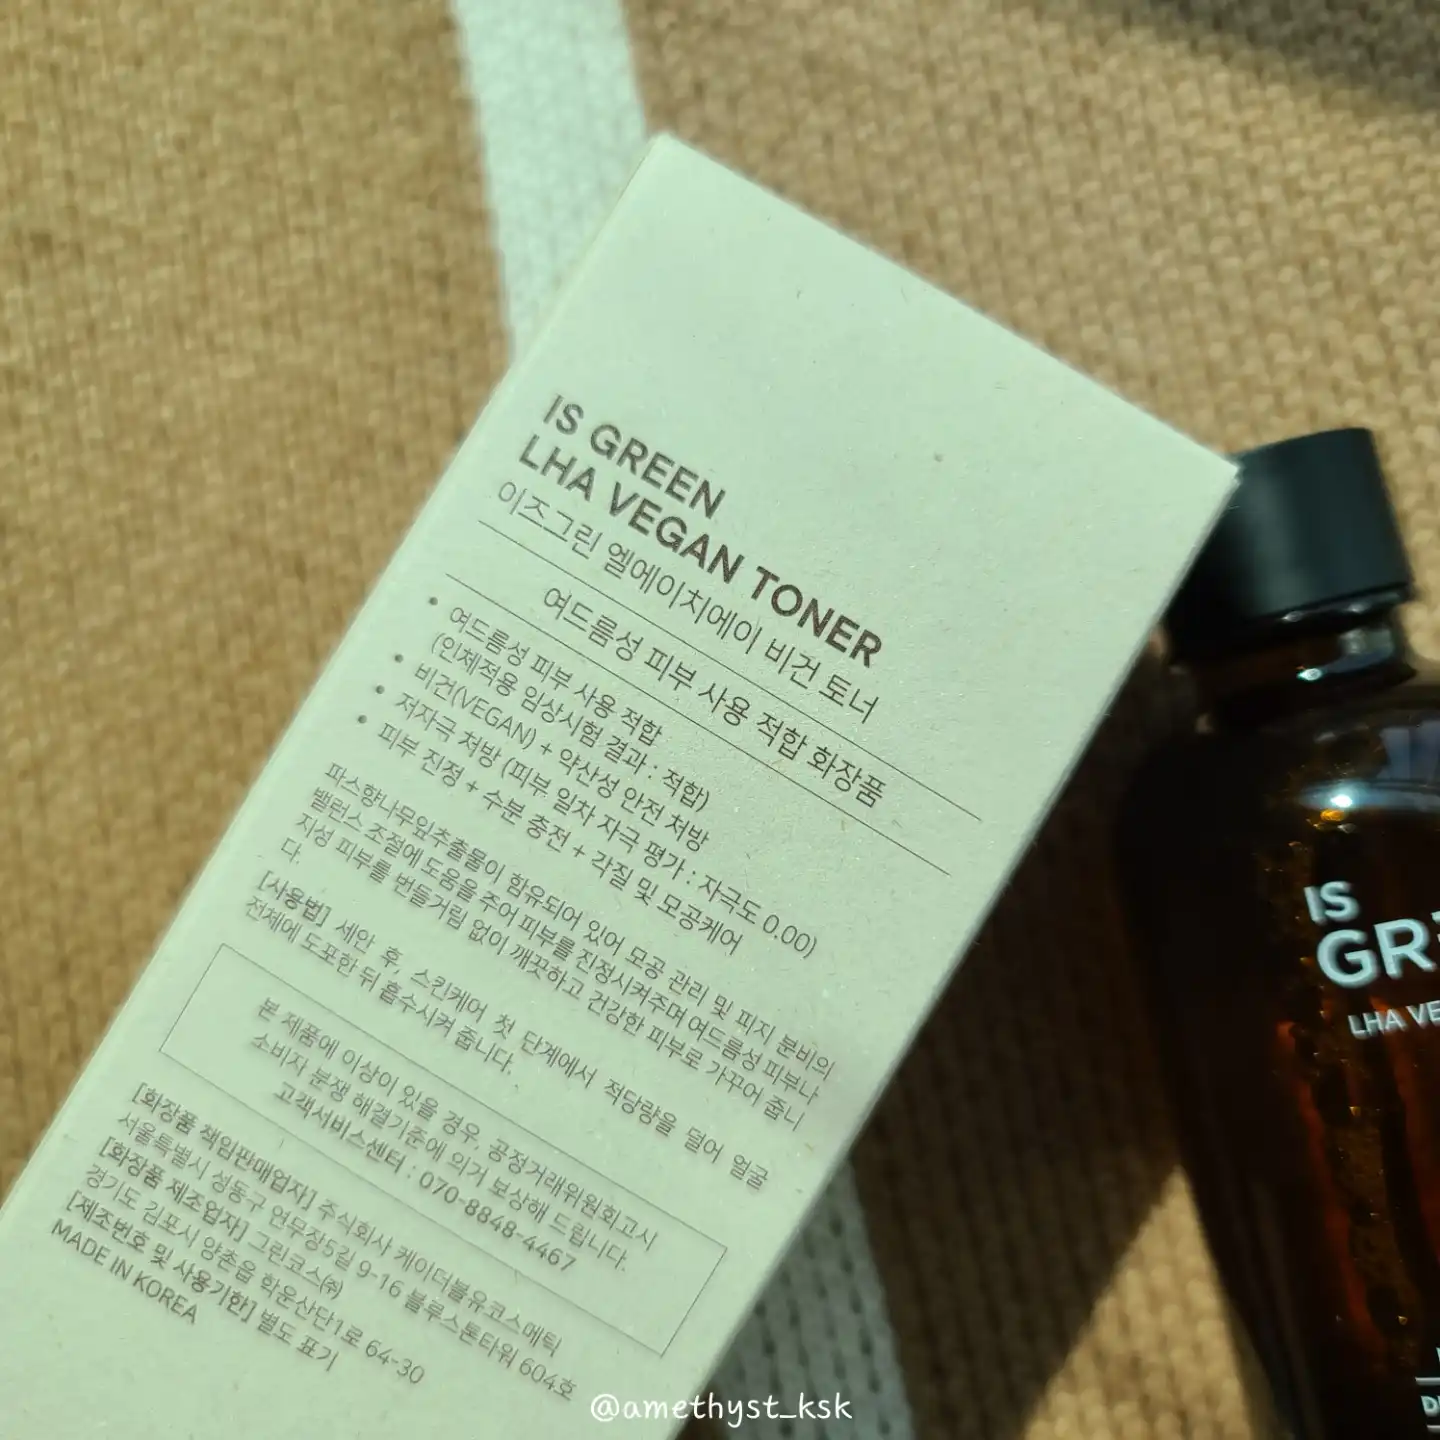 IS GREEN
LHA VEGAN TONER
이즈그린 엘에이치에이 비건 토너
여드름성 피부 사용 적합 화장품
• 여드름성 피부 사용 적합
(인체적용 임상시험 결과 : 적합)
• 비건(VEGAN) + 약산성 안전 처방
• 저자극 처방 (피부 일차 자극 평가 : 자극도 0.00)
• 피부 진정 + 수분 충전 + 각질 및 모공케어
파스향나무잎추출물이 함유되어 있어 모공 관리 및 피지 분비의
밸런스 조절에 도움을 주어 피부를 진정시켜주며 여드름성 피부나
지성 피부를 번들거림 없이 깨끗하고 건강한 피부로 가꾸어 줍니
다.
[사용법] 세안 후, 스킨케어 첫 단계에서 적당량을 덜어 얼굴
전체에 도포한 뒤 흡수시켜 줍니다.
본 제품에 이상이 있을 경우, 공정거래위원회고시
소비자 분쟁 해결기준에 의거 보상해 드립니다.
고객서비스센터 : 070-8848-4467
[화장품 책임판매업자] 주식회사 케이더블유코스메틱
서울특별시 성동구 연무장5길 9-16 블루스톤타워 604호
[화장품 제조업자] 그린코스㈜
경기도 김포시 양촌읍 학운산단1로 64-30
[제조번호 및 사용기한] 별도 표기
MADE IN KOREA
IS
GR
LHA VE
@amethyst_ksk